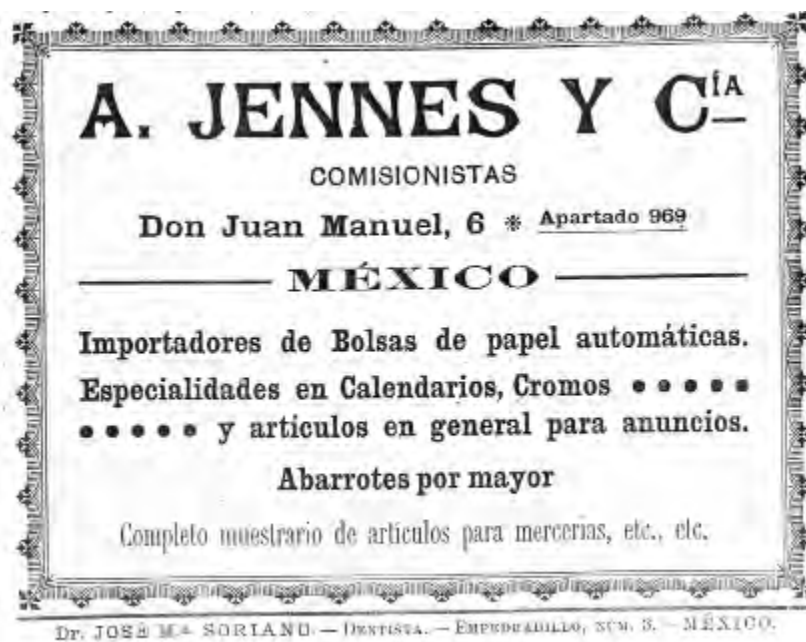 A. JENNES Y CÍA
COMISIONISTAS
Don Juan Manuel, 6 * Apartado 969
MÉXICO
Importadores de Bolsas de papel automáticas.
Especialidades en Calendarios, Cromos • • • • •
• • • • • y articulos en general para anuncios.
Abarrotes por mayor
Completo muestrario de articulos para mercerias, etc., etc.
Dr. JOSÉ Mª SORIANO.—DENTISTA.—EMPEDRADILLO, NÚM. 3.—MÉXICO.